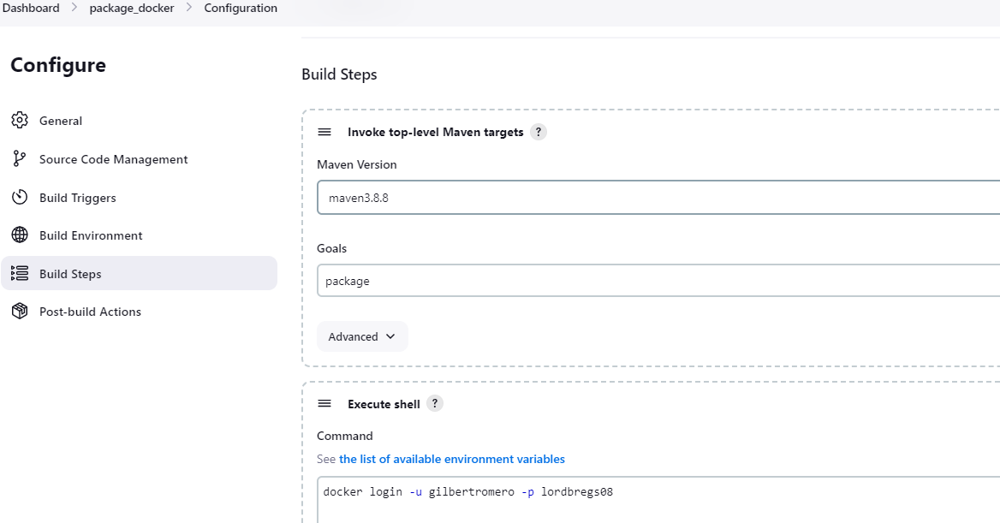 Dashboard > package_docker > Configuration
Configure
General
Source Code Management
Build Triggers
Build Environment
Build Steps
Post-build Actions
Build Steps
Invoke top-level Maven targets ?
Maven Version
maven3.8.8
Goals
package
Advanced
Execute shell ?
Command
See the list of available environment variables
docker login -u gilbertromero -p lordbregs08